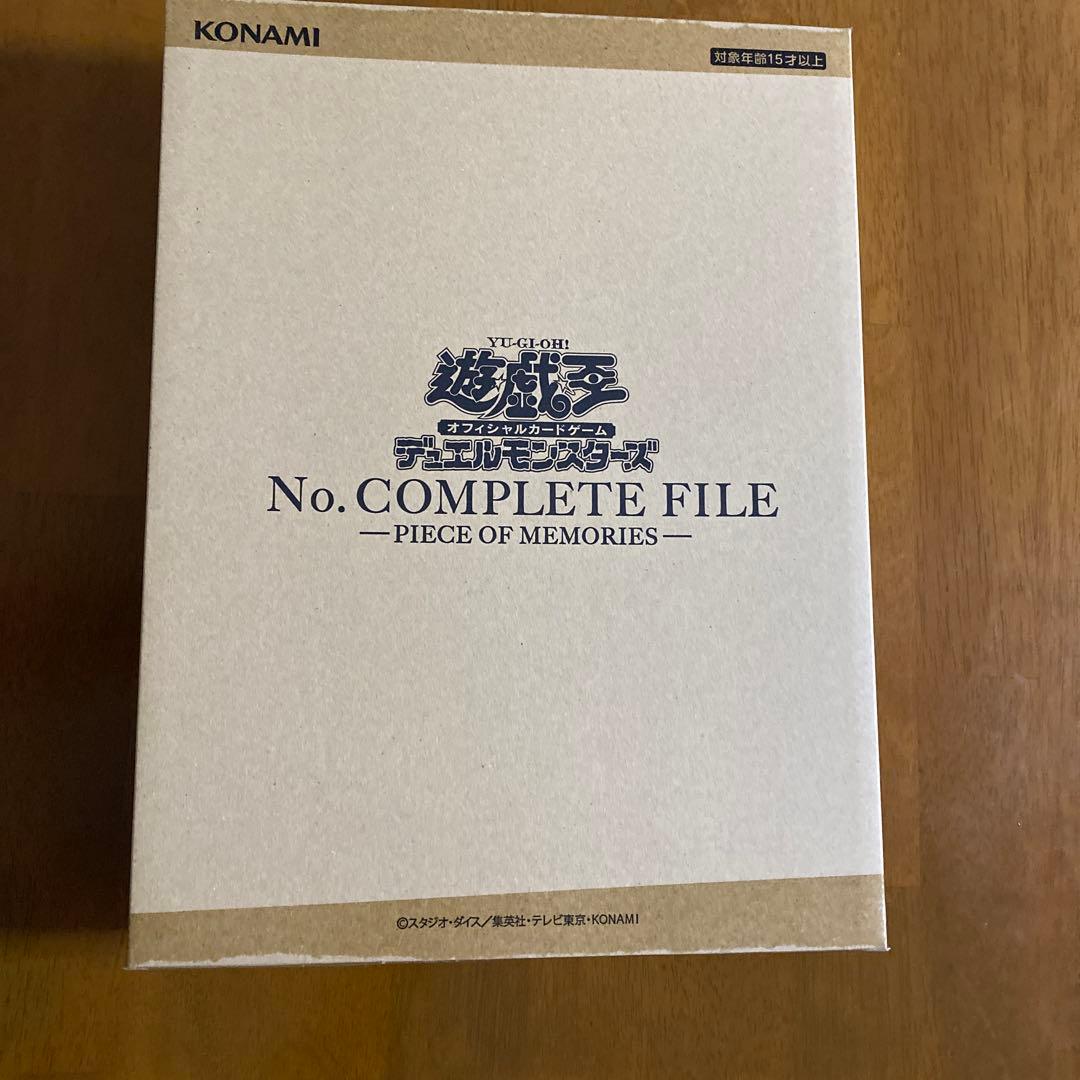 KONAMI
対象年齢15才以上
YU-GI-OH!
遊☆戯☆王
オフィシャルカードゲーム
デュエルモンスターズ
No. COMPLETE FILE
—PIECE OF MEMORIES—
©スタジオ・ダイス/集英社・テレビ東京・KONAMI